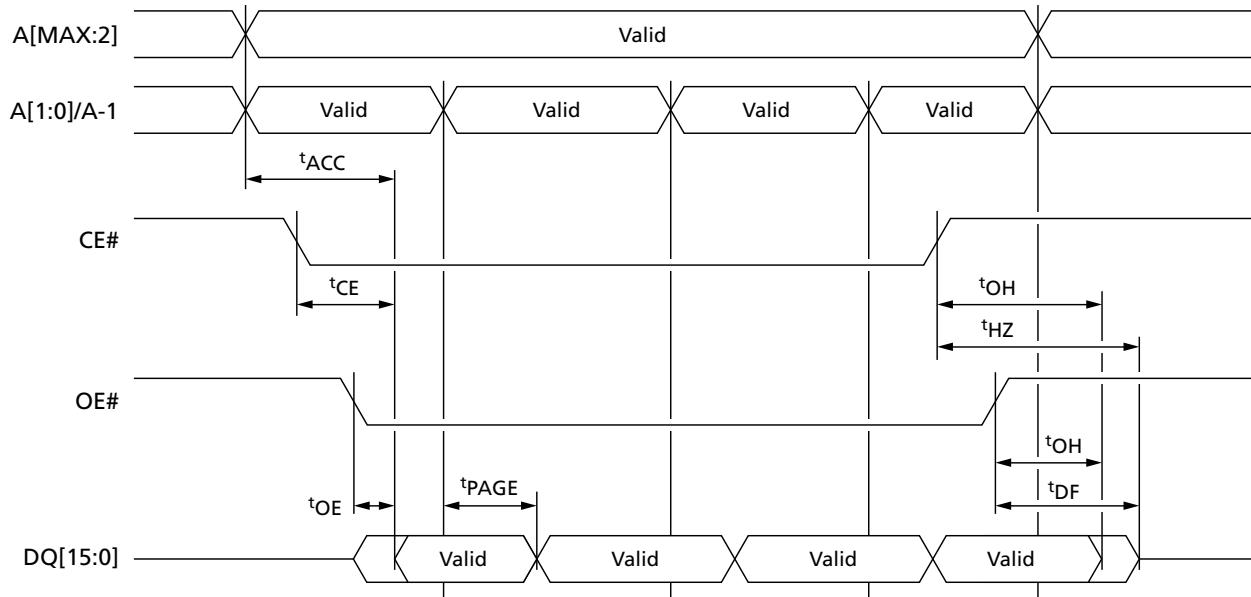 A[MAX:2] Valid
A[1:0]/A-1 Valid Valid Valid Valid
tACC
CE#
tCE tOH
tHZ
OE#
tOH
tOE tPAGE tDF
DQ[15:0] Valid Valid Valid Valid